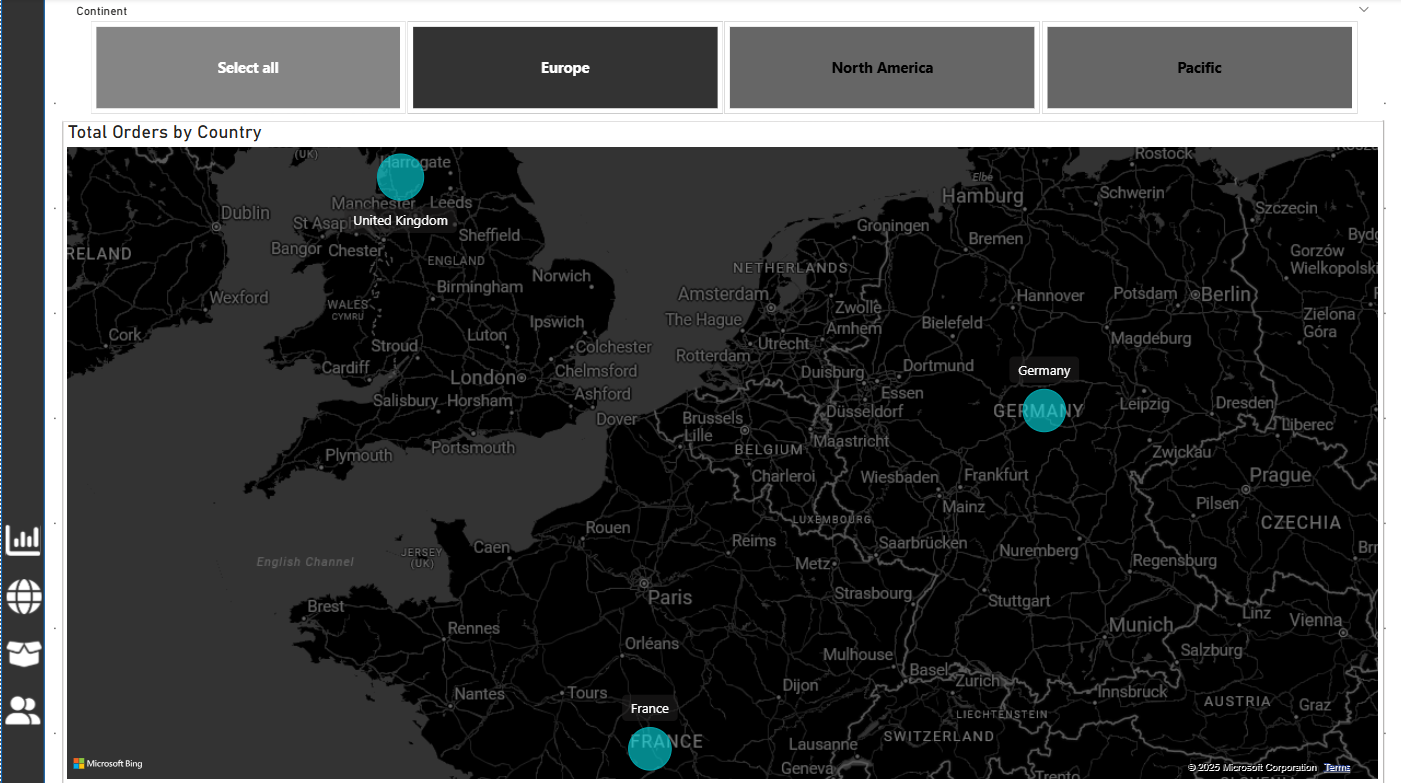 Continent
Select all
Europe
North America
Pacific
Total Orders by Country
(UK)
Harrogate
Elbe
Rostock
Hamburg
Schwerin
Manchester
Leeds
Dublin
United Kingdom
Szczecin
Groningen
Sheffield
Bremen
Bangor
Chester
Gorzów
Wielkopolski
ENGLAND
NETHERLANDS
Norwich
Birmingham
Amsterdam
Hannover
Potsdam
Berlin
Wexford
WALES
CYMRU
Zwolle
Zielona
Góra
Ipswich
The Hague
Arnhem
Bielefeld
Cork
Luton
Utrecht
Magdeburg
Stroud
Colchester
Rotterdam
Cardiff
Chelmsford
Duisburg
Dortmund
Germany
London
Ashford
Essen
Salisbury
Horsham
Düsseldorf
GERMANY
Leipzig
Dresden
Dover
Brussels
Liberec
Lille
Maastricht
Plymouth
Portsmouth
BELGIUM
Zwickau
Charleroi
Wiesbaden
Frankfurt
Prague
Mainz
Pilsen
LUXEMBOURG
CZECHIA
Rouen
Caen
Reims
Saarbrücken
Nuremberg
JERSEY
(UK)
English Channel
Metz
Regensburg
Paris
Strasbourg
Stuttgart
Brest
Linz
Vienna
Rennes
Munich
Orléans
Mulhouse
Salzburg
Basel
Zurich
Nantes
Tours
Dijon
Innsbruck
AUSTRIA
Graz
France
LIECHTENSTEIN
FRANCE
Lausanne
SWITZERLAND
Geneva
Trento
Microsoft Bing
© 2025 Microsoft Corporation Terms